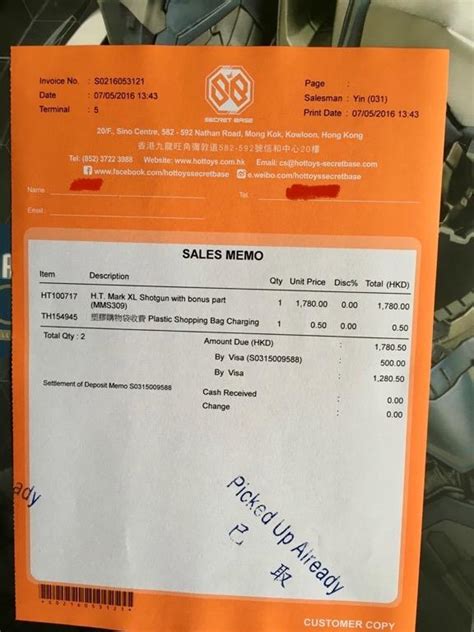 Invoice No. : S0216053121
Date : 07/05/2016 13:43
Terminal : 5
SECRET BASE
Page :
Salesman : Yin (031)
Print Date : 07/05/2016 13:43
20/F., Sino Centre, 582 - 592 Nathan Road, Mong Kok, Kowloon, Hong Kong
香港九龍旺角彌敦道582-592號信和中心20樓
Tel: (852) 3722 3988 Website: www.hottoys.com.hk Email: cs@hottoys-secretbase.com
www.facebook.com/hottoyssecretbase e.weibo.com/hottoyssecretbase
Name :
Tel:
Email :
SALES MEMO
Item Description Qty Unit Price Disc% Total (HKD)
HT100717 H.T. Mark XL Shotgun with bonus part (MMS309) 1 1,780.00 0.00 1,780.00
TH154945 塑膠購物袋收費 Plastic Shopping Bag Charging 1 0.50 0.00 0.50
Total Qty : 2
Amount Due (HKD) : 1,780.50
By Visa (S0315009588) : 500.00
By Visa : 1,280.50
Settlement of Deposit Memo S0315009588
Cash Received : 0.00
Change : 0.00
Picked Up Already
已 取
eady
CUSTOMER COPY